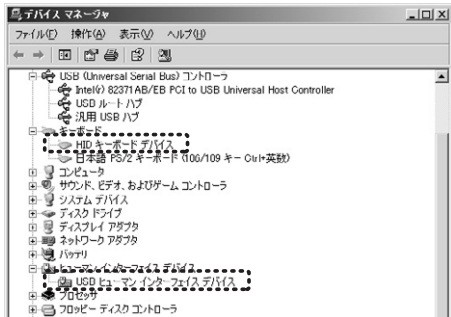 デバイス マネージャ
ファイル(F) 操作(A) 表示(V) ヘルプ(H)
USB (Universal Serial Bus) コントローラ
Intel(r) 82371AB/EB PCI to USB Universal Host Controller
USB ルート ハブ
汎用 USB ハブ
キーボード
HID キーボード デバイス
日本語 PS/2 キーボード (106/109 キー Ctrl+英数)
コンピュータ
サウンド、ビデオ、およびゲーム コントローラ
システム デバイス
ディスク ドライブ
ディスプレイ アダプタ
ネットワーク アダプタ
バッテリ
ヒューマン インターフェイス デバイス
USB ヒューマン インターフェイス デバイス
プロセッサ
フロッピー ディスク コントローラ